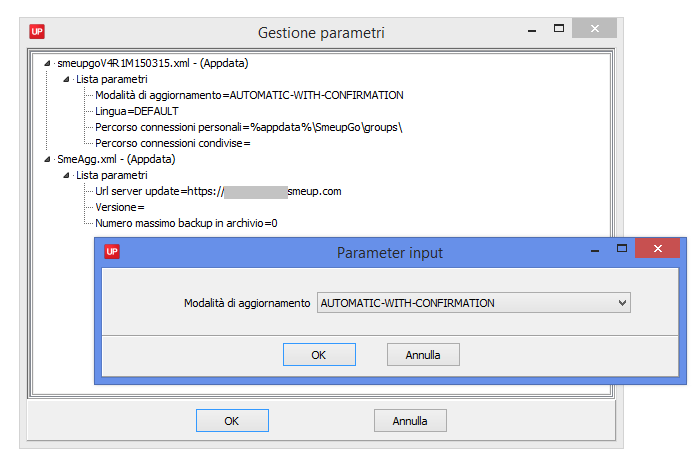 UP Gestione parametri
smeupgoV4R1M150315.xml - (Appdata)
Lista parametri
Modalità di aggiornamento=AUTOMATIC-WITH-CONFIRMATION
Lingua=DEFAULT
Percorso connessioni personali=%appdata%\SmeupGo\groups\
Percorso connessioni condivise=
SmeAgg.xml - (Appdata)
Lista parametri
Url server update=https:// smeup.com
Versione=
Numero massimo backup in archivio=0
UP Parameter input
Modalità di aggiornamento AUTOMATIC-WITH-CONFIRMATION
OK Annulla
OK Annulla